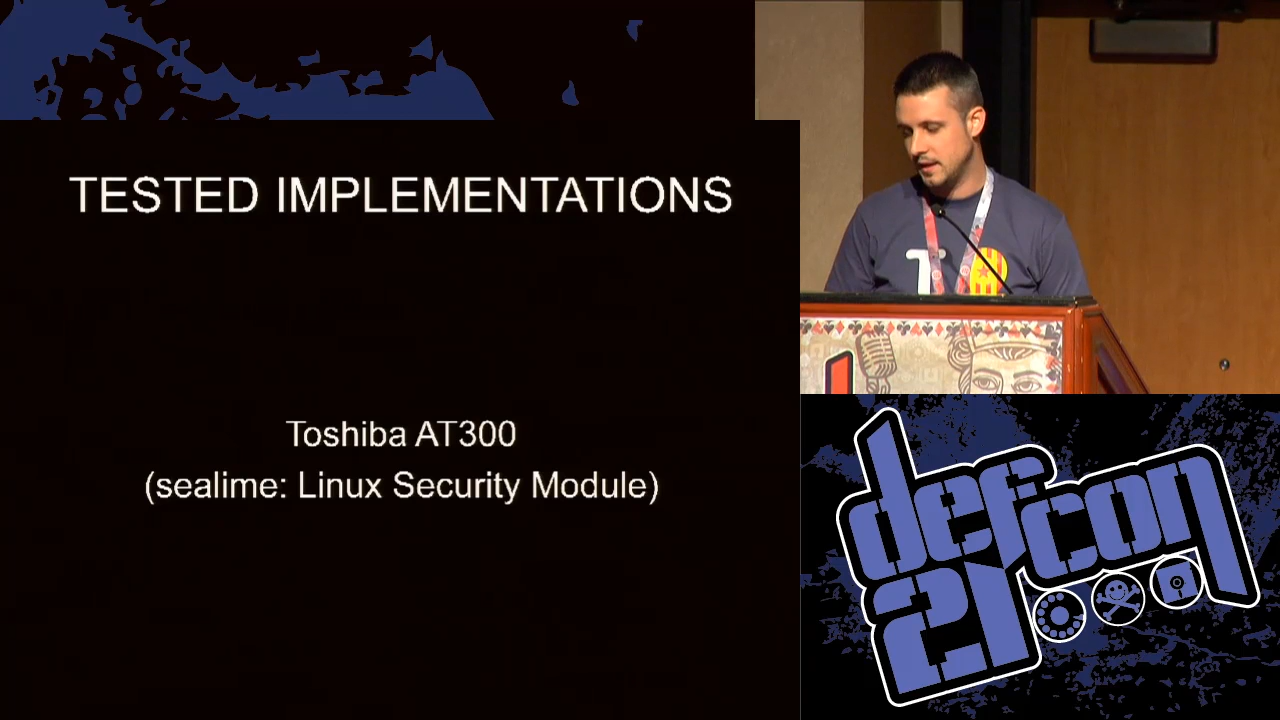 TESTED IMPLEMENTATIONS
Toshiba AT300
(sealime: Linux Security Module)
defcon
21